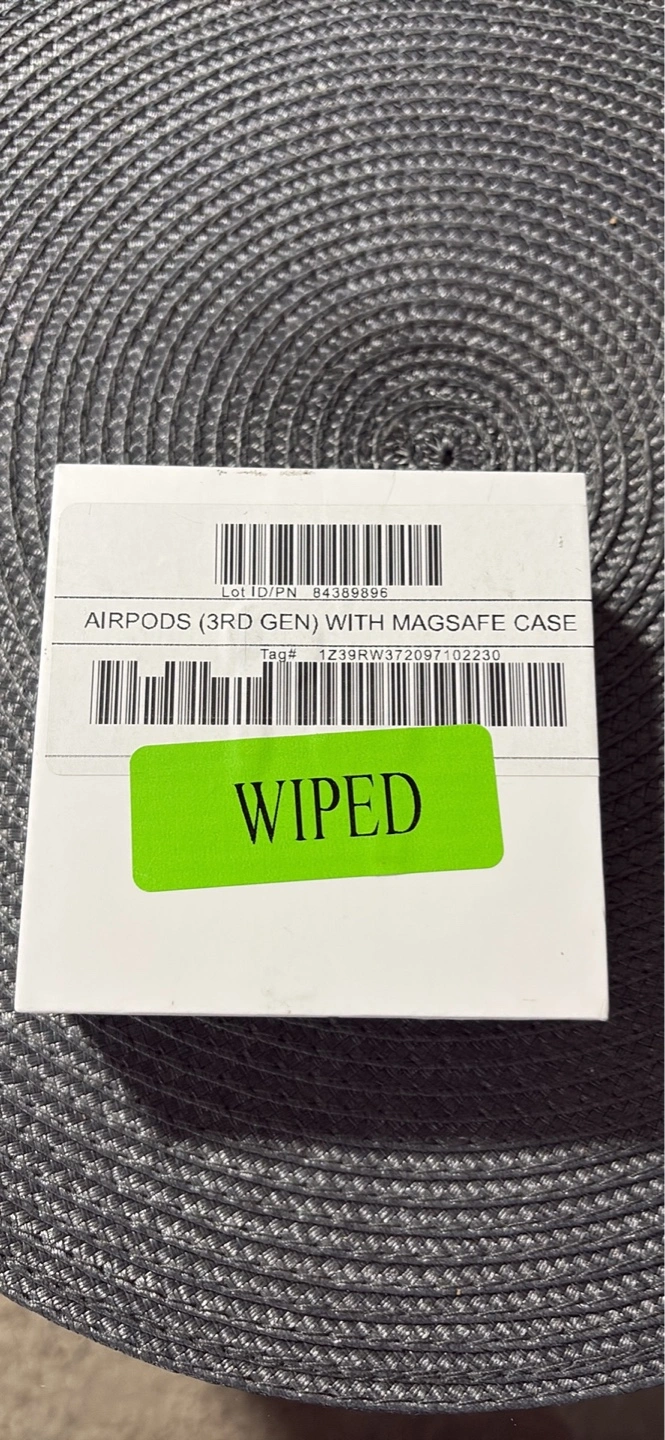 Lot ID/PN 84389896
AIRPODS (3RD GEN) WITH MAGSAFE CASE
Tag# 1Z39RW372097102230
WIPED